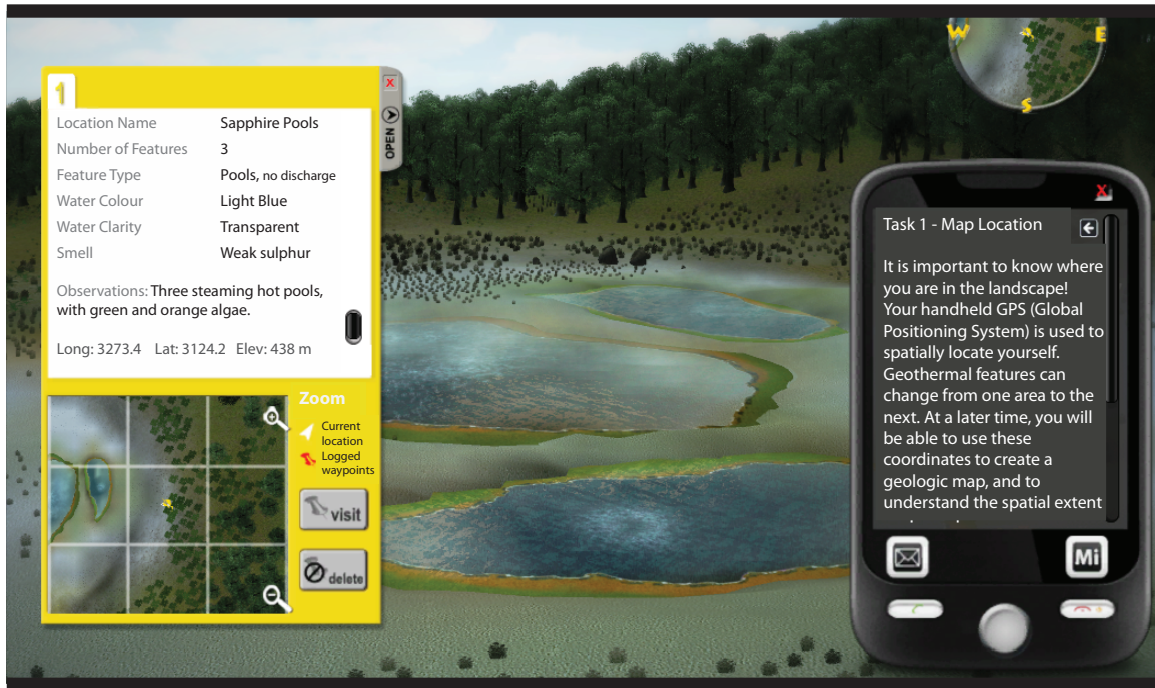 W
E
S
1
OPEN
Location Name Sapphire Pools
Number of Features 3
Feature Type Pools, no discharge
Water Colour Light Blue
Water Clarity Transparent
Smell Weak sulphur
Observations: Three steaming hot pools,
with green and orange algae.
Long: 3273.4 Lat: 3124.2 Elev: 438 m
Zoom
Current
location
Logged
waypoints
visit
delete
Task 1 - Map Location
It is important to know where
you are in the landscape!
Your handheld GPS (Global
Positioning System) is used to
spatially locate yourself.
Geothermal features can
change from one area to the
next. At a later time, you will
be able to use these
coordinates to create a
geologic map, and to
understand the spatial extent
Mi